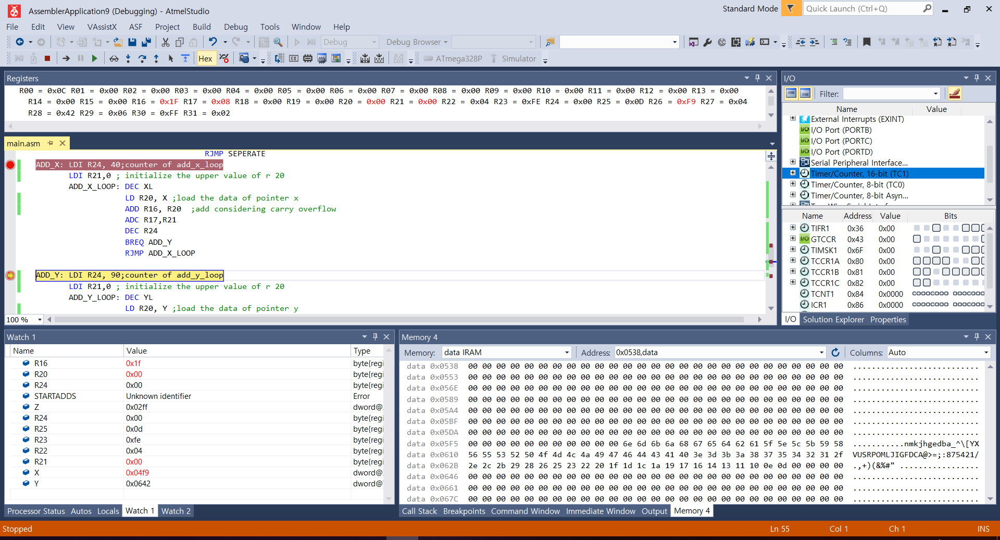 AssemblerApplication9 (Debugging) - AtmelStudio
Standard Mode
Quick Launch (Ctrl+Q)
File Edit View VAssistX ASF Project Build Debug Tools Window Help
Debug
Debug Browser
Hex
ATmega328P
Simulator
Registers
R00 = 0x0C R01 = 0x00 R02 = 0x00 R03 = 0x00 R04 = 0x00 R05 = 0x00 R06 = 0x00 R07 = 0x00 R08 = 0x00 R09 = 0x00 R10 = 0x00 R11 = 0x00 R12 = 0x00 R13 = 0x00
R14 = 0x00 R15 = 0x00 R16 = 0x1F R17 = 0x08 R18 = 0x00 R19 = 0x00 R20 = 0x00 R21 = 0x00 R22 = 0x04 R23 = 0xFE R24 = 0x00 R25 = 0x0D R26 = 0xF9 R27 = 0x04
R28 = 0x42 R29 = 0x06 R30 = 0xFF R31 = 0x02
main.asm
RJMP SEPERATE
ADD_X: LDI R24, 40;counter of add_x_loop
LDI R21,0 ; initialize the upper value of r 20
ADD_X_LOOP: DEC XL
LD R20, X ;load the data of pointer x
ADD R16, R20  ;add considering carry overflow
ADC R17,R21
DEC R24
BREQ ADD_Y
RJMP ADD_X_LOOP
ADD_Y: LDI R24, 90;counter of add_y_loop
LDI R21,0 ; initialize the upper value of r 20
ADD_Y_LOOP: DEC YL
LD R20, Y ;load the data of pointer y
100 %
I/O
Filter:
Name Value
External Interrupts (EXINT)
I/O Port (PORTB)
I/O Port (PORTC)
I/O Port (PORTD)
Serial Peripheral Interface...
Timer/Counter, 16-bit (TC1)
Timer/Counter, 8-bit (TC0)
Timer/Counter, 8-bit Asyn...
Name Address Value Bits
TIFR1 0x36 0x00
GTCCR 0x43 0x00
TIMSK1 0x6F 0x00
TCCR1A 0x80 0x00
TCCR1B 0x81 0x00
TCCR1C 0x82 0x00
TCNT1 0x84 0x0000
ICR1 0x86 0x0000
I/O Solution Explorer Properties
Watch 1
Name Value Type
R16 0x1f byte{regi
R20 0x00 byte{regi
R24 0x00 byte{regi
STARTADDS Unknown identifier Error
Z 0x02ff dword@
R24 0x00 byte{regi
R25 0x0d byte{regi
R23 0xfe byte{regi
R22 0x04 byte{regi
R21 0x00 byte{regi
X 0x04f9 dword@
Y 0x0642 dword@
Processor Status Autos Locals Watch 1 Watch 2
Memory 4
Memory: data IRAM Address: 0x0538,data Columns: Auto
data 0x0538 00 00 00 00 00 00 00 00 00 00 00 00 00 00 00 00 00 00 00 00 00 00 00 00 00 00 00 ...........................
data 0x0553 00 00 00 00 00 00 00 00 00 00 00 00 00 00 00 00 00 00 00 00 00 00 00 00 00 00 00 ...........................
data 0x056E 00 00 00 00 00 00 00 00 00 00 00 00 00 00 00 00 00 00 00 00 00 00 00 00 00 00 00 ...........................
data 0x0589 00 00 00 00 00 00 00 00 00 00 00 00 00 00 00 00 00 00 00 00 00 00 00 00 00 00 00 ...........................
data 0x05A4 00 00 00 00 00 00 00 00 00 00 00 00 00 00 00 00 00 00 00 00 00 00 00 00 00 00 00 ...........................
data 0x05BF 00 00 00 00 00 00 00 00 00 00 00 00 00 00 00 00 00 00 00 00 00 00 00 00 00 00 00 ...........................
data 0x05DA 00 00 00 00 00 00 00 00 00 00 00 00 00 00 00 00 00 00 00 00 00 00 00 00 00 00 00 ...........................
data 0x05F5 00 00 00 00 00 00 00 00 00 00 00 6e 6d 6b 6a 68 67 65 64 62 61 5f 5e 5c 5b 59 58 ...........nmkjhgedba_^\[YX
data 0x0610 56 55 53 52 50 4f 4d 4c 4a 49 47 46 44 43 41 40 3e 3d 3b 3a 38 37 35 34 32 31 2f VUSRPOMLJIGFDCA@>=;:875421/
data 0x062B 2e 2c 2b 29 28 26 25 23 22 20 1f 1d 1c 1a 19 17 16 14 13 11 10 0e 0d 00 00 00 00 .,+)(&%#" .................
data 0x0646 00 00 00 00 00 00 00 00 00 00 00 00 00 00 00 00 00 00 00 00 00 00 00 00 00 00 00 ...........................
data 0x0661 00 00 00 00 00 00 00 00 00 00 00 00 00 00 00 00 00 00 00 00 00 00 00 00 00 00 00 ...........................
data 0x067C 00 00 00 00 00 00 00 00 00 00 00 00 00 00 00 00 00 00 00 00 00 00 00 00 00 00 00 ...........................
Call Stack Breakpoints Command Window Immediate Window Output Memory 4
Stopped
Ln 55 Col 1 Ch 1 INS